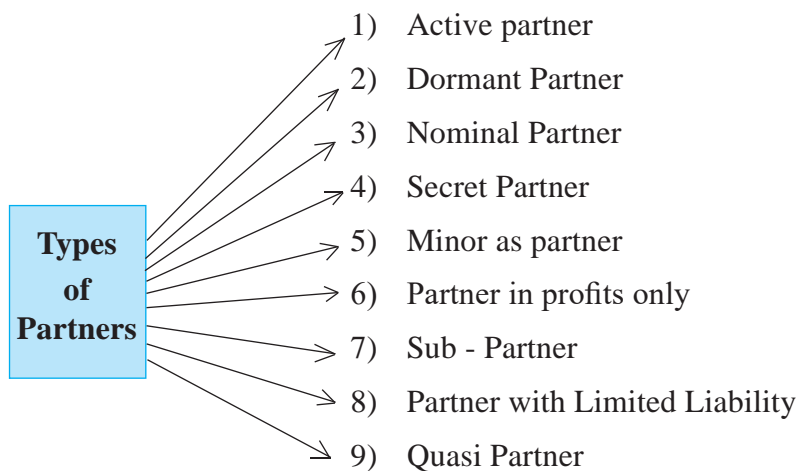 1) Active partner
2) Dormant Partner
3) Nominal Partner
4) Secret Partner
5) Minor as partner
6) Partner in profits only
7) Sub - Partner
8) Partner with Limited Liability
9) Quasi Partner
Types
of
Partners